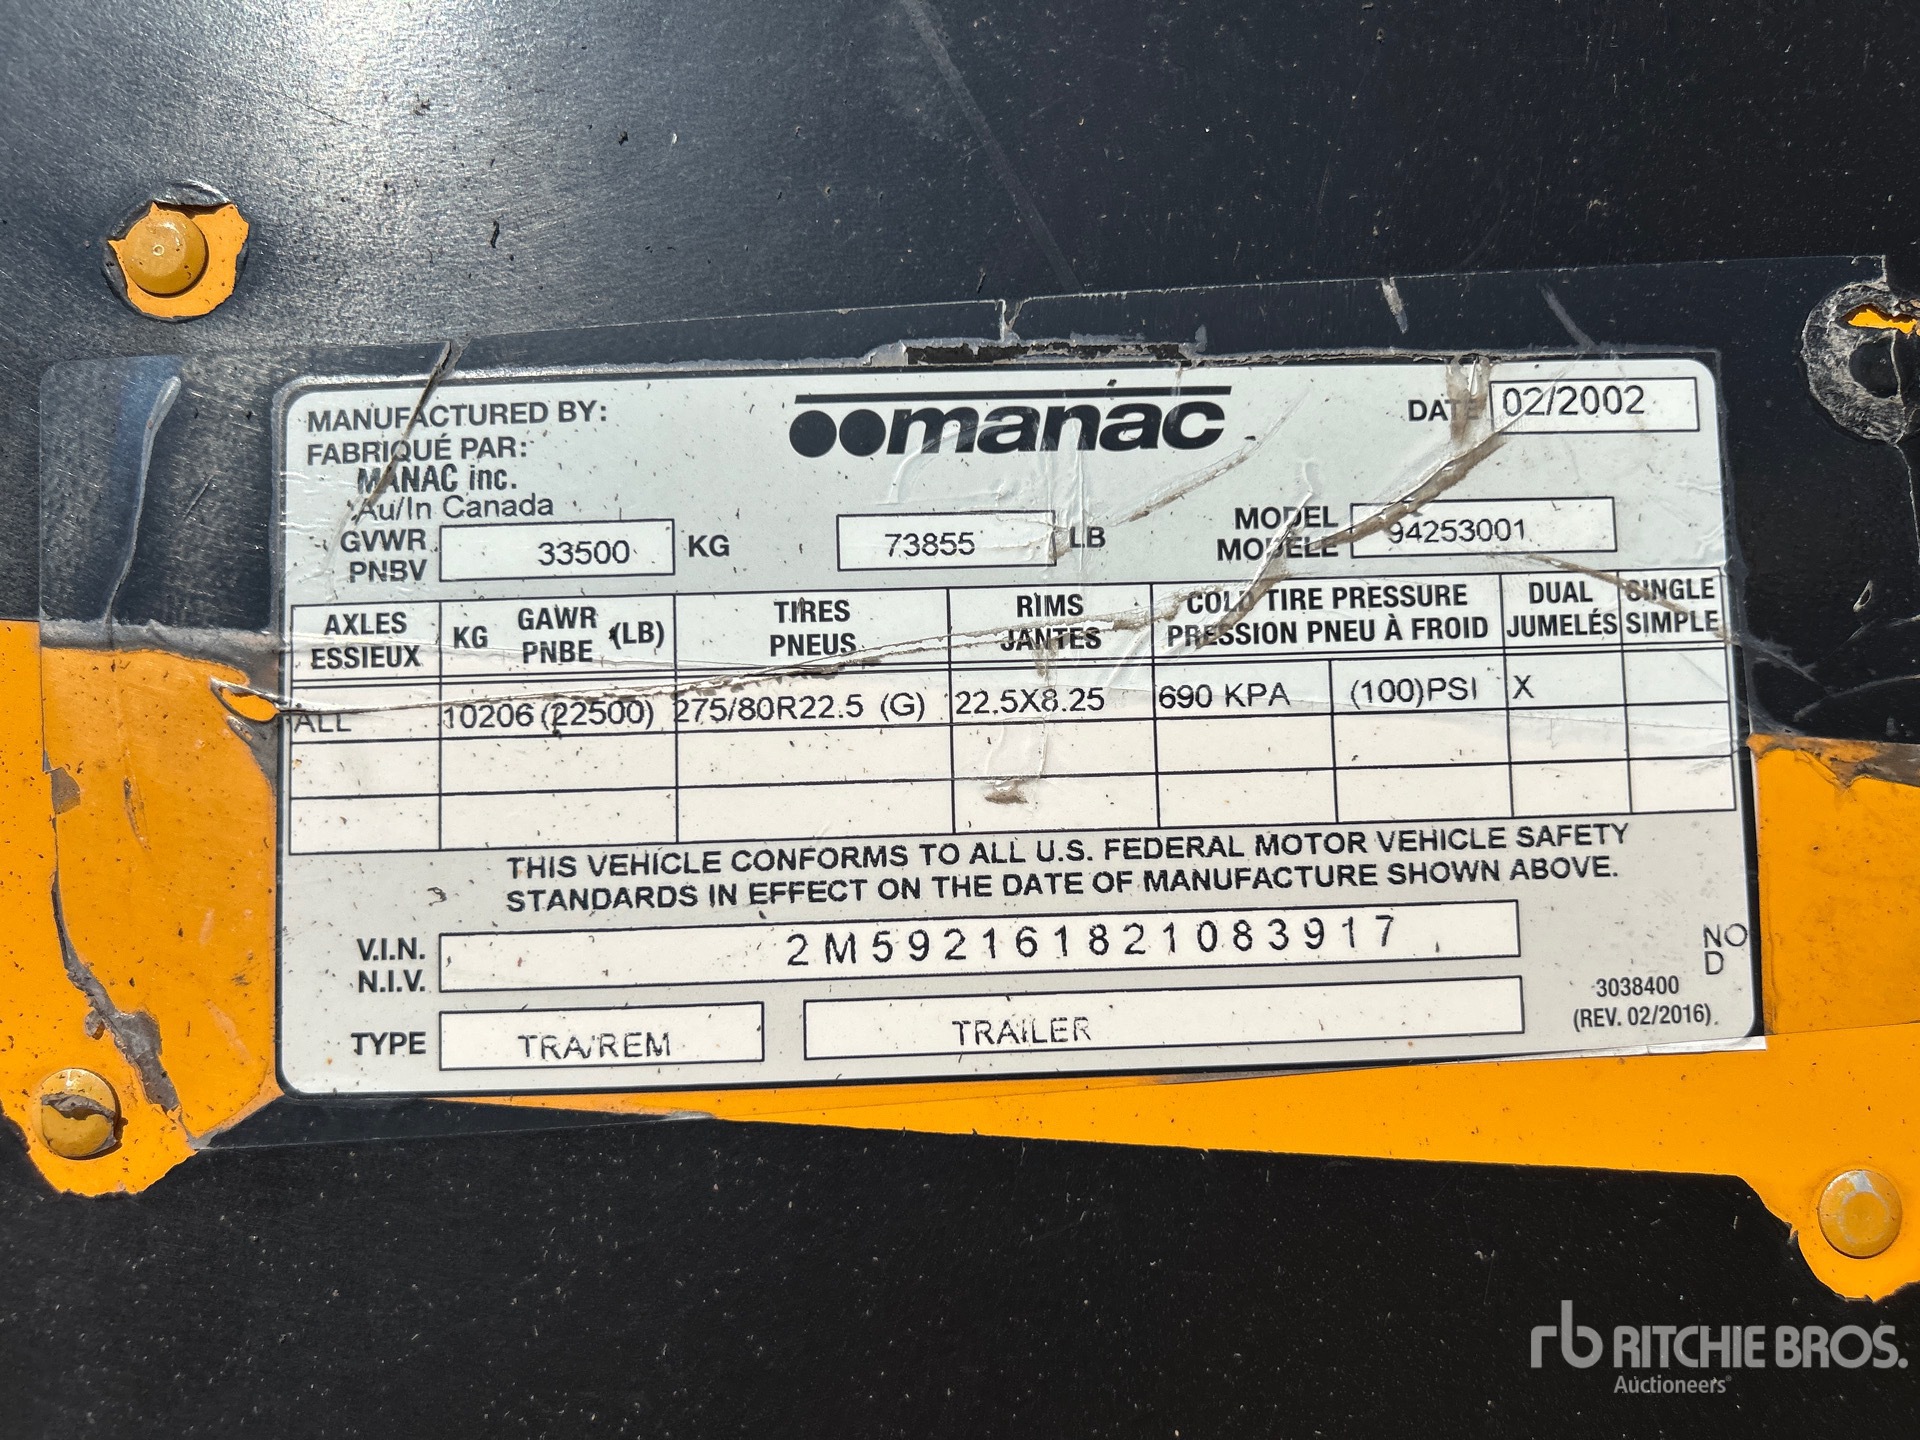 MANUFACTURED BY:
FABRIQUÉ PAR:
MANAC inc.
Au/In Canada
manac
DATE 02/2002
GVWR
PNBV
33500 KG
73855 LB
MODEL
MODÈLE
94253001
AXLES
ESSIEUX
KG GAWR
PNBE (LB)
TIRES
PNEUS
RIMS
JANTES
COLD TIRE PRESSURE
PRESSION PNEU À FROID
DUAL
JUMELÉS
SINGLE
SIMPLE
ALL 10206 (22500) 275/80R22.5 (G) 22.5X8.25 690 KPA (100)PSI X
THIS VEHICLE CONFORMS TO ALL U.S. FEDERAL MOTOR VEHICLE SAFETY
STANDARDS IN EFFECT ON THE DATE OF MANUFACTURE SHOWN ABOVE.
V.I.N.
N.I.V.
2M592161821083917
NO
D
3038400
(REV. 02/2016)
TYPE TRA/REM TRAILER
rb RITCHIE BROS.
Auctioneers